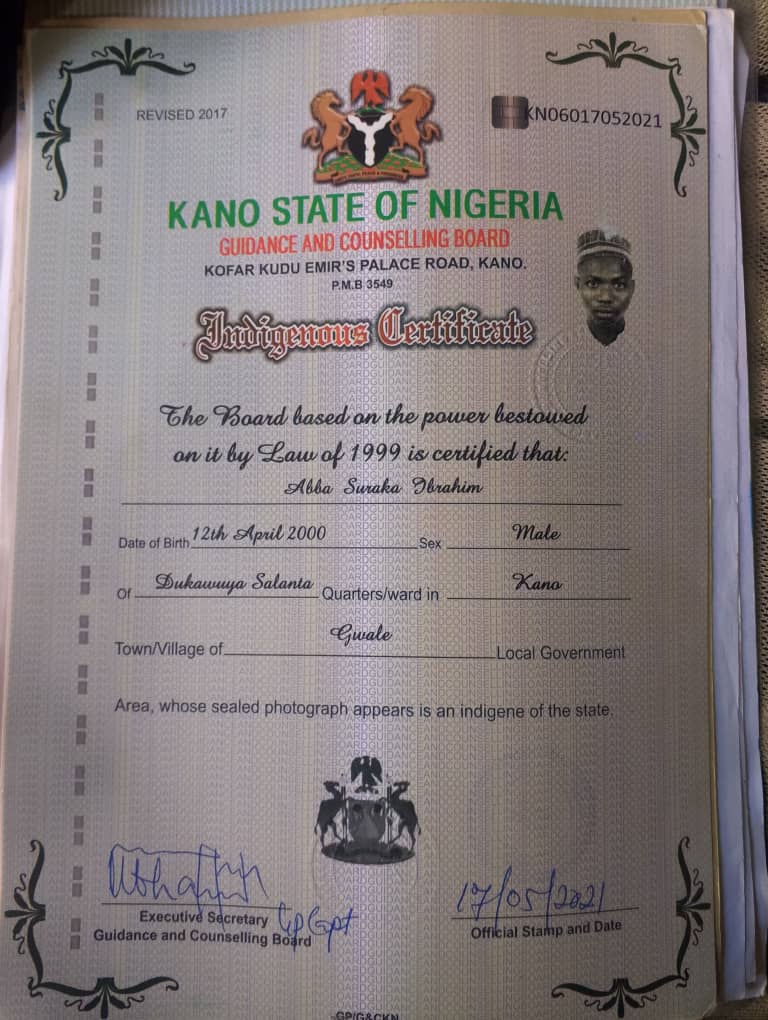 REVISED 2017
KN06017052021
KANO STATE OF NIGERIA
GUIDANCE AND COUNSELLING BOARD
KOFAR KUDU EMIR'S PALACE ROAD, KANO.
P.M.B 3549
Indigenous Certificate
The Board based on the power bestowed
on it by Law of 1999 is certified that:
Abba Suraka Ibrahim
Date of Birth 12th April 2000 Sex Male
Of Dukawuya Salanta Quarters/ward in Kano
Town/Village of Gwale Local Government
Area, whose sealed photograph appears is an indigene of the state.
17/05/2021
Executive Secretary
Guidance and Counselling Board
Official Stamp and Date
GP/G&CKN